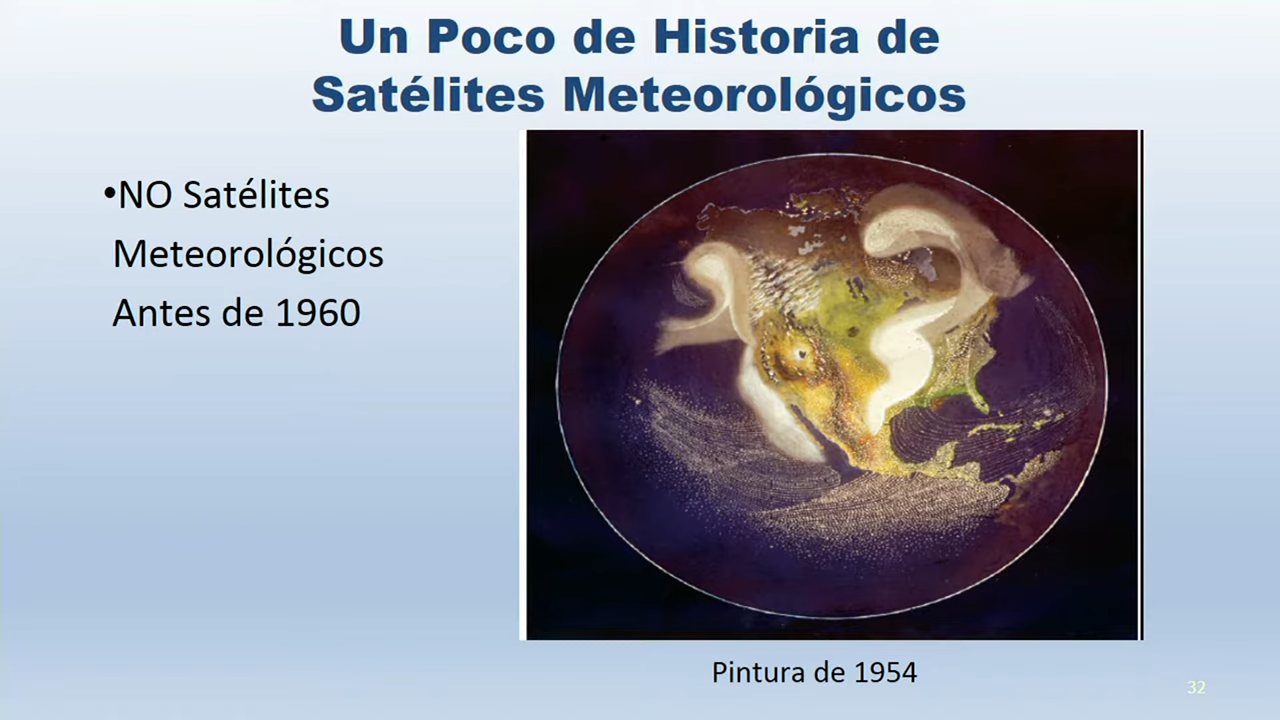 Un Poco de Historia de
Satélites Meteorológicos
•NO Satélites
Meteorológicos
Antes de 1960
Pintura de 1954
32